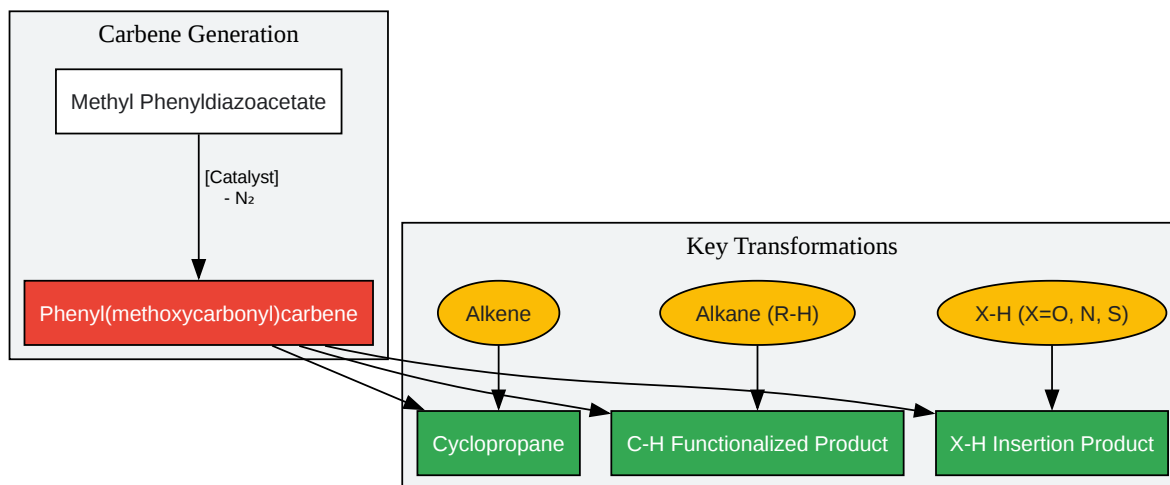 Carbene Generation
Methyl Phenyldiazoacetate
[Catalyst]
- N₂
Phenyl(methoxycarbonyl)carbene
Key Transformations
Alkene
Alkane (R-H)
X-H (X=O, N, S)
Cyclopropane
C-H Functionalized Product
X-H Insertion Product